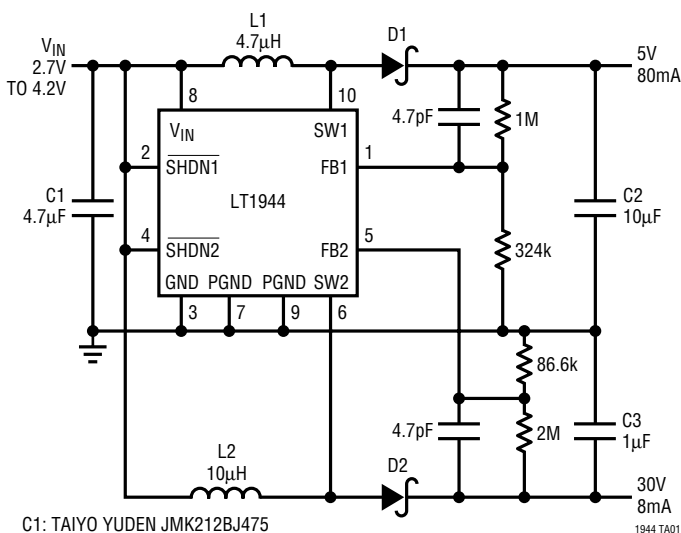 L1
4.7µH
D1
VIN
2.7V
TO 4.2V
5V
80mA
8
10
4.7pF
1M
VIN
SW1
2
SHDN1
FB1
1
C1
4.7µF
LT1944
C2
10µF
4
SHDN2
FB2
5
324k
GND
PGND
PGND
SW2
3
7
9
6
86.6k
4.7pF
2M
C3
1µF
L2
10µH
D2
30V
8mA
C1: TAIYO YUDEN JMK212BJ475
1944 TA01